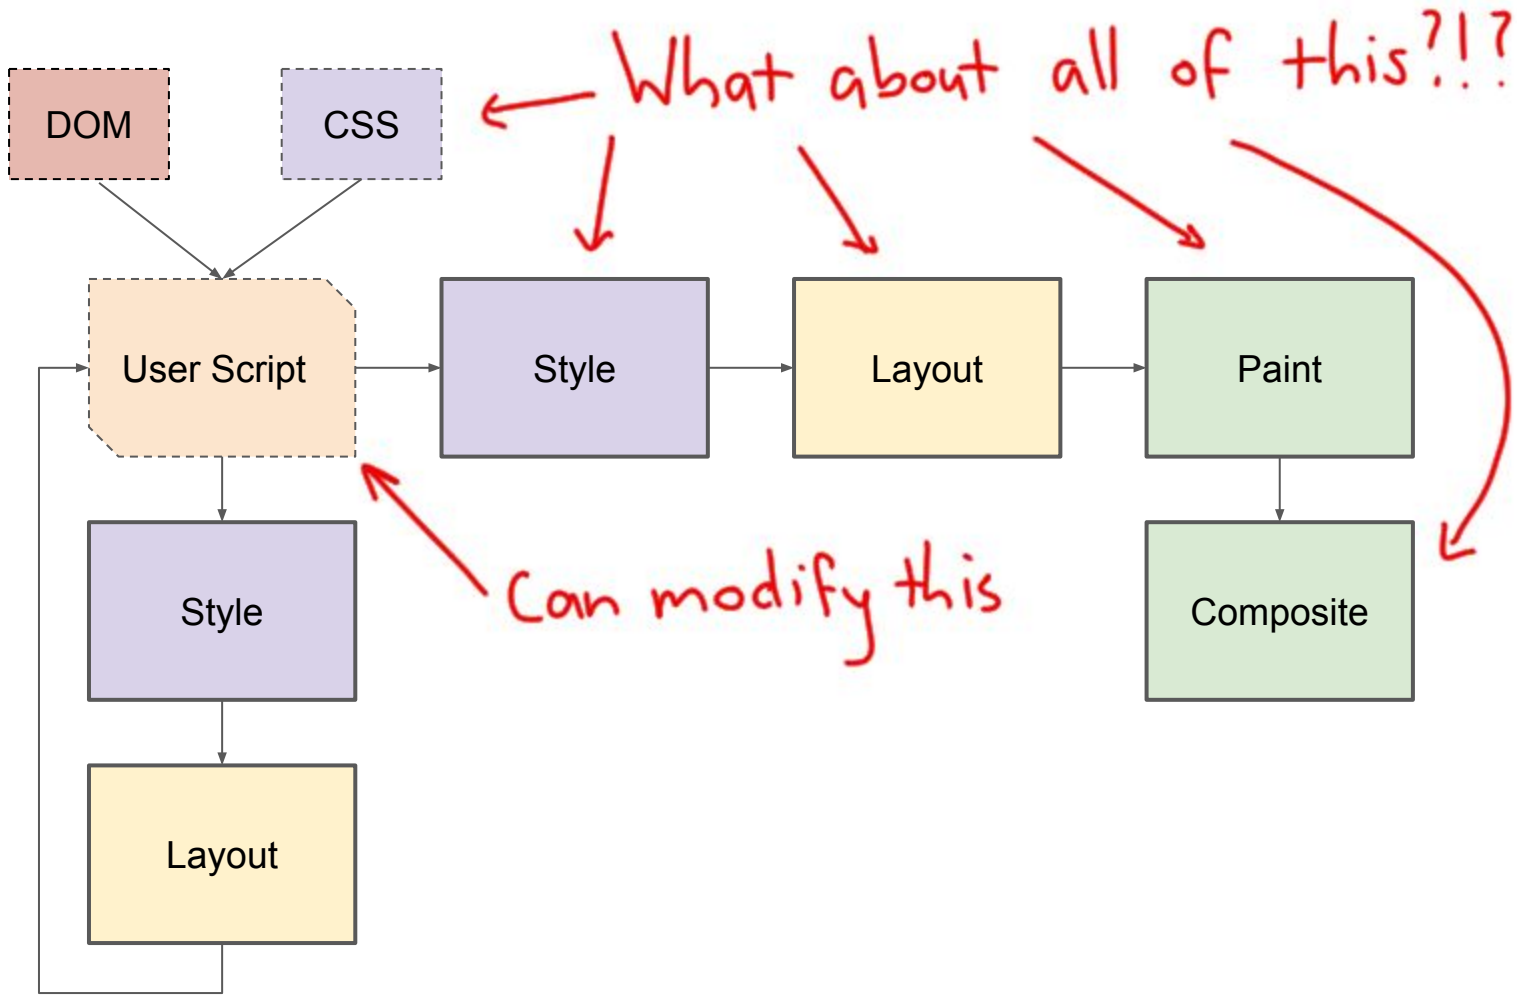 What about all of this?!?
DOM
CSS
User Script
Style
Layout
Paint
Style
Can modify this
Composite
Layout